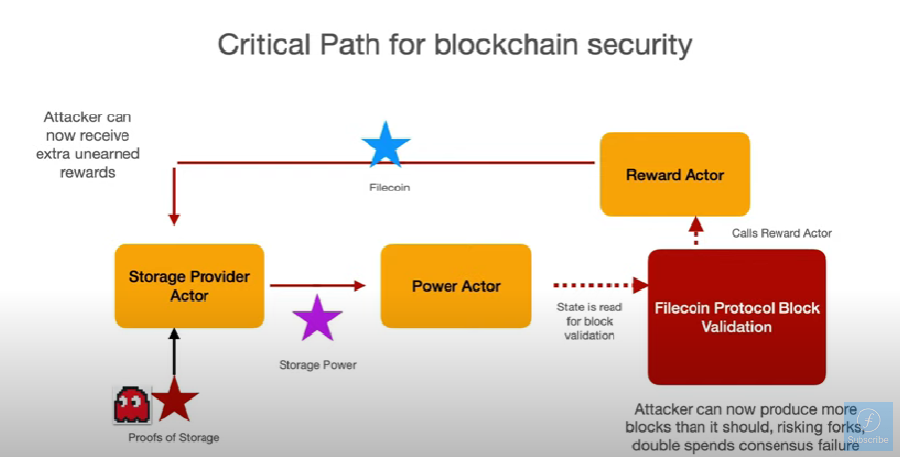 Critical Path for blockchain security
Attacker can
now receive
extra unearned
rewards
Filecoin
Reward Actor
Calls Reward Actor
Storage Provider
Actor
Power Actor
State is read
for block
validation
Filecoin Protocol Block
Validation
Storage Power
Proofs of Storage
Attacker can now produce more
blocks than it should, risking forks,
double spends consensus failure
Subscribe